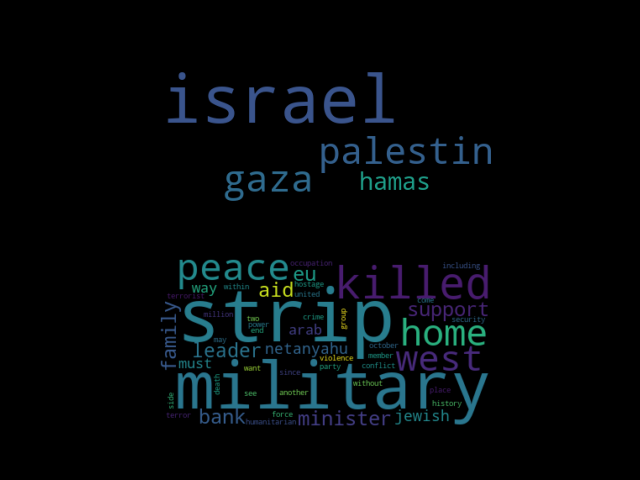 israel
palestin
gaza hamas
peace eu occupation including
way within aid hostage united killed
terrorist million strip come support
family two power end crime arab group october security home
must leader netanyahu violence party member conflict west
may since want without
side death see another military place history
terror bank humanitarian force minister jewish